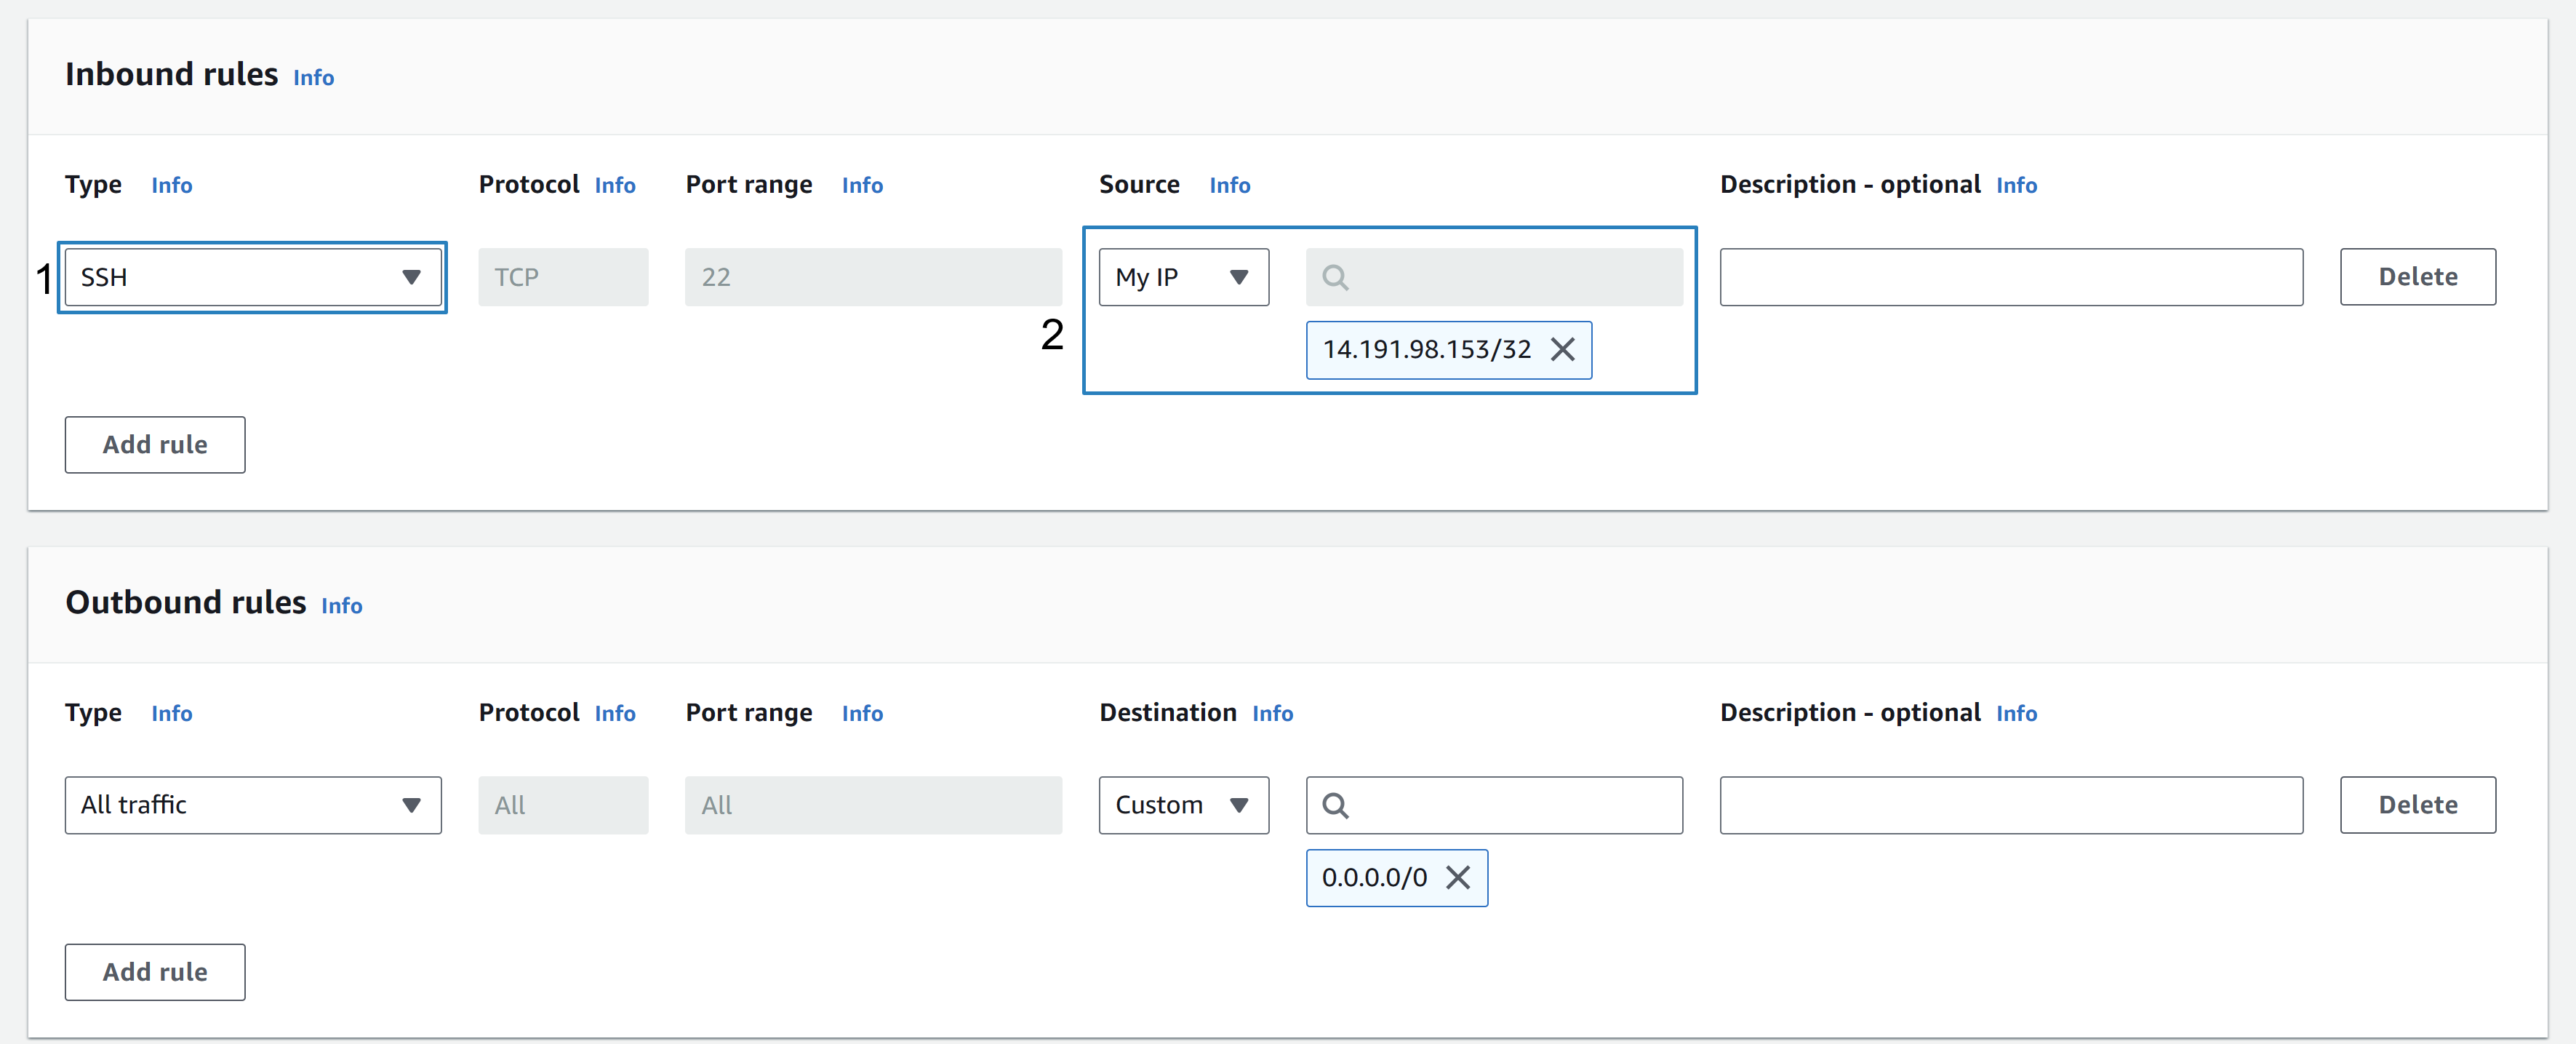 Inbound rules Info
Type Info Protocol Info Port range Info Source Info Description - optional Info
1 SSH TCP 22 My IP Delete
2 14.191.98.153/32
Add rule
Outbound rules Info
Type Info Protocol Info Port range Info Destination Info Description - optional Info
All traffic All All Custom Delete
0.0.0.0/0
Add rule